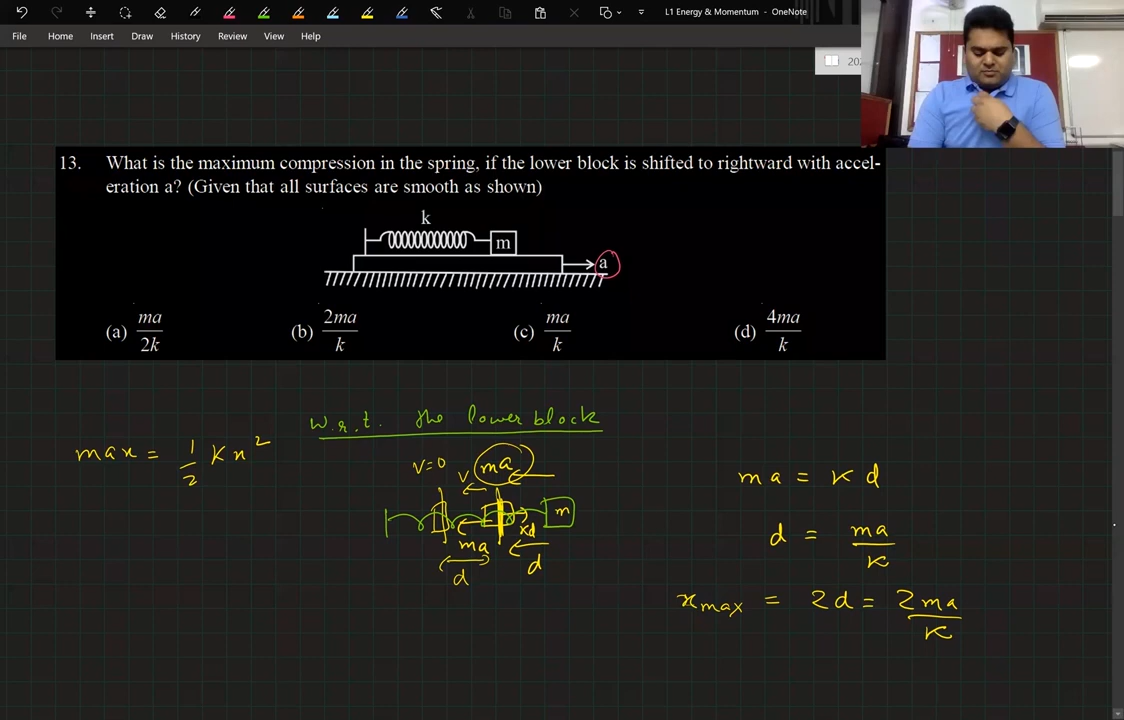 L1 Energy & Momentum - OneNote
File Home Insert Draw History Review View Help
202
13. What is the maximum compression in the spring, if the lower block is shifted to rightward with accel-
eration a? (Given that all surfaces are smooth as shown)
k
m
a
(a) ma/2k (b) 2ma/k (c) ma/k (d) 4ma/k
w.r.t. the lower block
max = 1/2 Kx²
v=0 v ma
m
ma kd
d d
ma = Kd
d = ma/K
xmax = 2d = 2ma/K